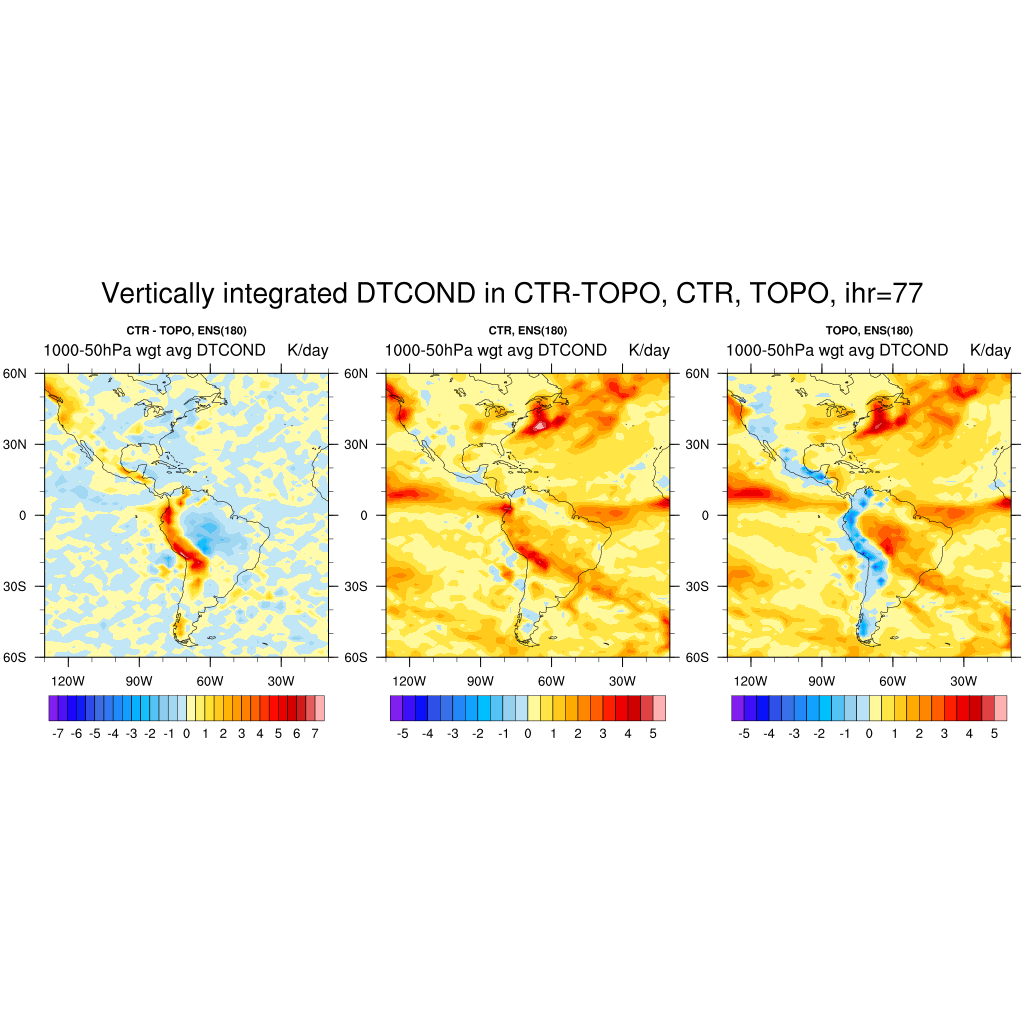 Vertically integrated DTCOND in CTR-TOPO, CTR, TOPO, ihr=77
CTR - TOPO, ENS(180)
1000-50hPa wgt avg DTCOND K/day
60N
30N
0
30S
60S
120W 90W 60W 30W
-7 -6 -5 -4 -3 -2 -1 0 1 2 3 4 5 6 7
CTR, ENS(180)
1000-50hPa wgt avg DTCOND K/day
60N
30N
0
30S
60S
120W 90W 60W 30W
-5 -4 -3 -2 -1 0 1 2 3 4 5
TOPO, ENS(180)
1000-50hPa wgt avg DTCOND K/day
60N
30N
0
30S
60S
120W 90W 60W 30W
-5 -4 -3 -2 -1 0 1 2 3 4 5